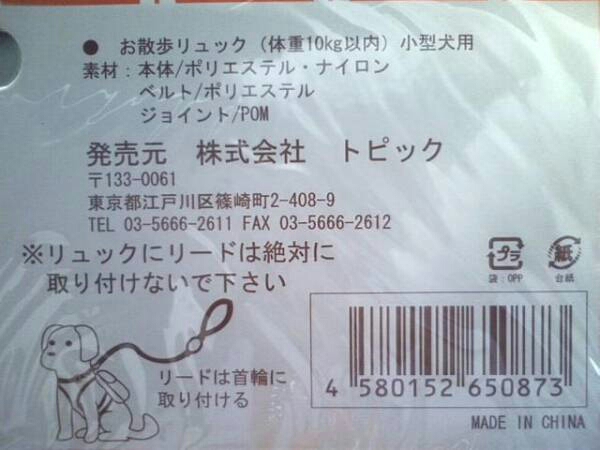 ● お散歩リュック（体重10kg以内）小型犬用
素材：本体/ポリエステル・ナイロン
ベルト/ポリエステル
ジョイント/POM
発売元 株式会社 トピック
〒133-0061
東京都江戸川区篠崎町2-408-9
TEL 03-5666-2611 FAX 03-5666-2612
※リュックにリードは絶対に
取り付けないで下さい
プラ
袋：OPP
紙
台紙
リードは首輪に
取り付ける
4 580152 650873
MADE IN CHINA